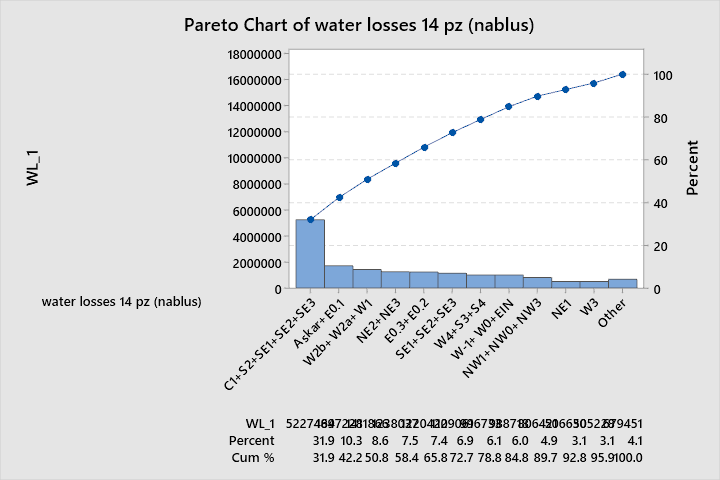 Pareto Chart of water losses 14 pz (nablus)
18000000
16000000
14000000
12000000
10000000
8000000
6000000
4000000
2000000
0
WL_1
100
80
60
40
20
0
Percent
water losses 14 pz (nablus)
C1+S2+SE1+SE2+SE3
Askar+E0.1
W2b+W2a+W1
NE2+NE3
E0.3+E0.2
SE1+SE2+SE3
W4+S3+S4
W-1+W0+EIN
NW1+NW0+NW3
NE1
W3
Other
WL_1
Percent 31.9 10.3 8.6 7.5 7.4 6.9 6.1 6.0 4.9 3.1 3.1 4.1
Cum % 31.9 42.2 50.8 58.4 65.8 72.7 78.8 84.8 89.7 92.8 95.9 100.0